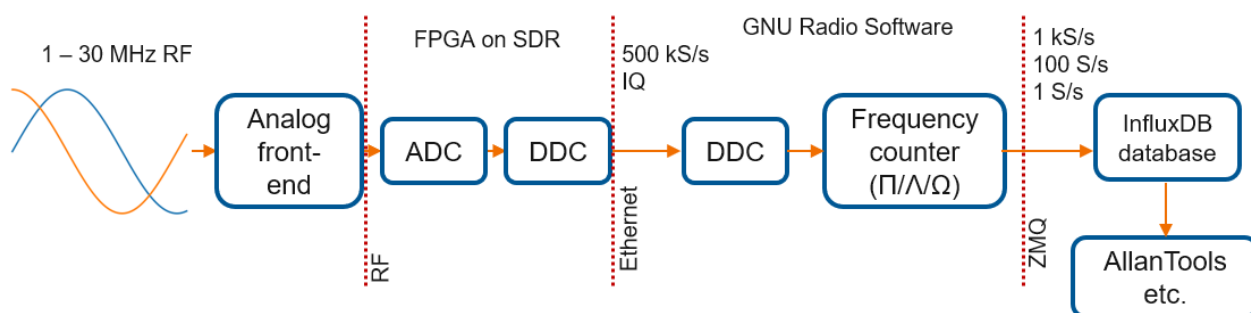 1 – 30 MHz RF
Analog
front-
end
RF
FPGA on SDR
ADC
DDC
500 kS/s
IQ
Ethernet
GNU Radio Software
DDC
Frequency
counter
(Π/Λ/Ω)
1 kS/s
100 S/s
1 S/s
ZMQ
InfluxDB
database
AllanTools
etc.